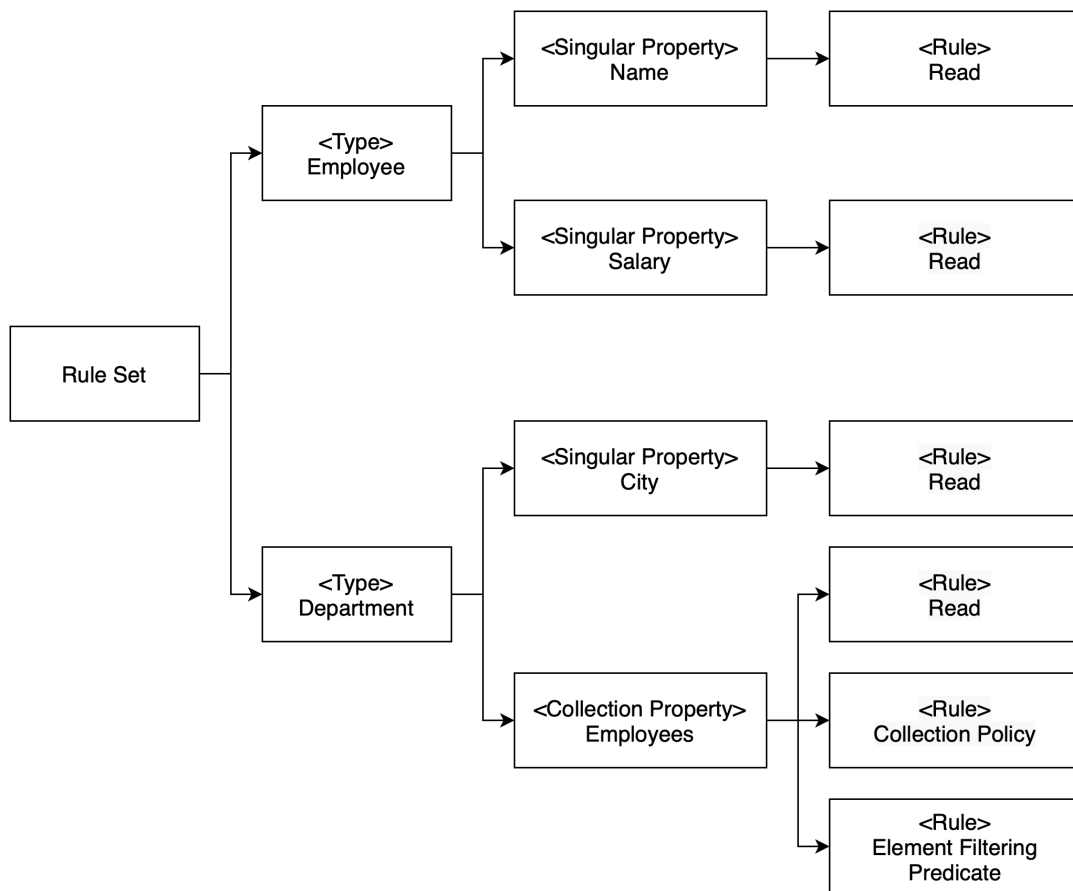 <Singular Property>
Name
<Rule>
Read
<Type>
Employee
<Singular Property>
Salary
<Rule>
Read
Rule Set
<Singular Property>
City
<Rule>
Read
<Type>
Department
<Rule>
Read
<Collection Property>
Employees
<Rule>
Collection Policy
<Rule>
Element Filtering
Predicate